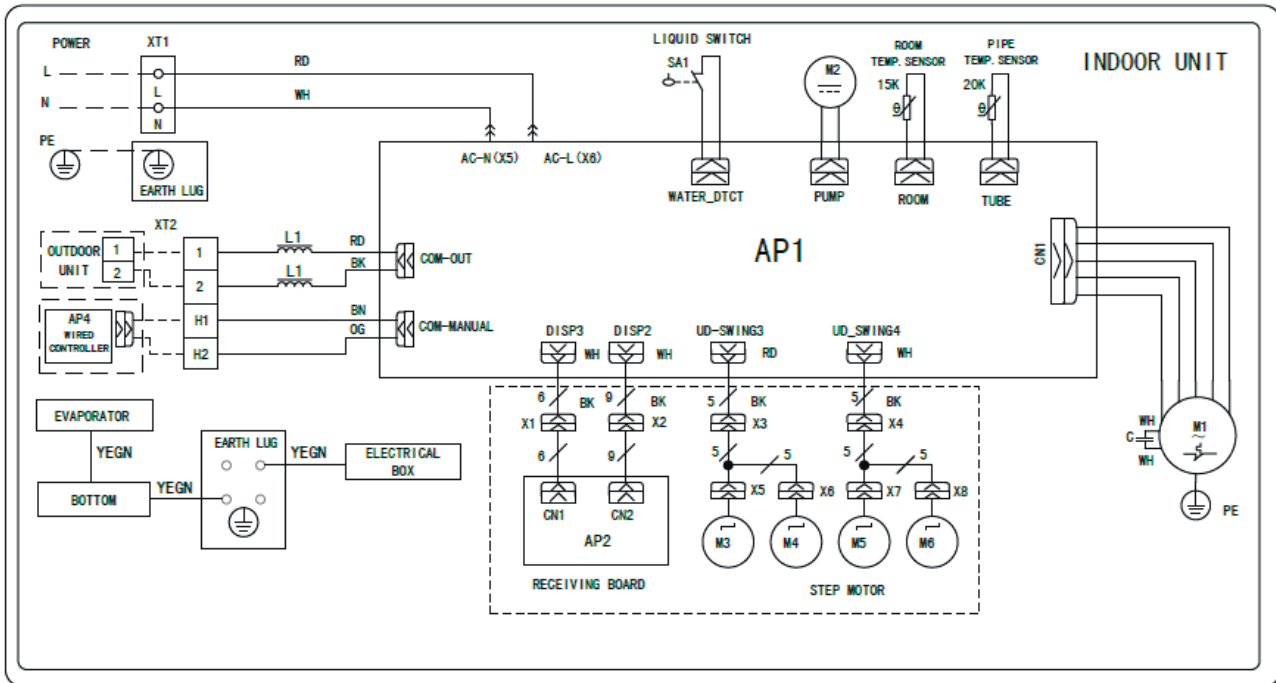 INDOOR UNIT
POWER
XT1
L
N
L
N
RD
WH
PE
EARTH LUG
AC-N(X5)
AC-L(X6)
LIQUID SWITCH
SA1
WATER_DTCT
M2
PUMP
ROOM
TEMP.SENSOR
15K
θ
ROOM
PIPE
TEMP.SENSOR
20K
θ
TUBE
AP1
CN1
XT2
OUTDOOR
UNIT
1
2
1
2
H1
H2
L1
L1
RD
BK
COM-OUT
AP4
WIRED
CONTROLLER
BN
OG
COM-MANUAL
DISP3
WH
DISP2
WH
UD-SWING3
RD
UD_SWING4
WH
6
BK
9
BK
5
BK
5
BK
X1
X2
X3
X4
6
9
5
5
5
5
X5
X6
X7
X8
CN1
CN2
AP2
M3
M4
M5
M6
RECEIVING BOARD
STEP MOTOR
WH
C
WH
M1
~
PE
EVAPORATOR
YEGN
BOTTOM
YEGN
EARTH LUG
YEGN
ELECTRICAL
BOX